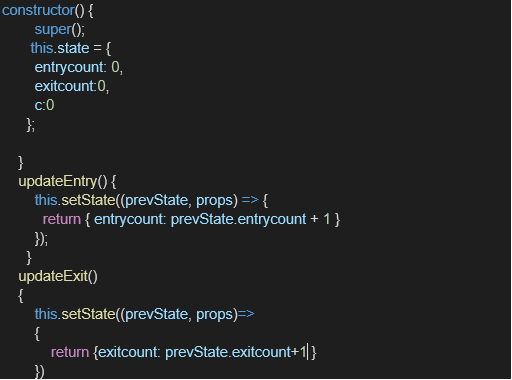 constructor() {
super();
this.state = {
entrycount: 0,
exitcount:0,
c:0
};
}
updateEntry() {
this.setState((prevState, props) => {
return { entrycount: prevState.entrycount + 1 }
});
}
updateExit()
{
this.setState((prevState, props)=>
{
return {exitcount: prevState.exitcount+1 }
})